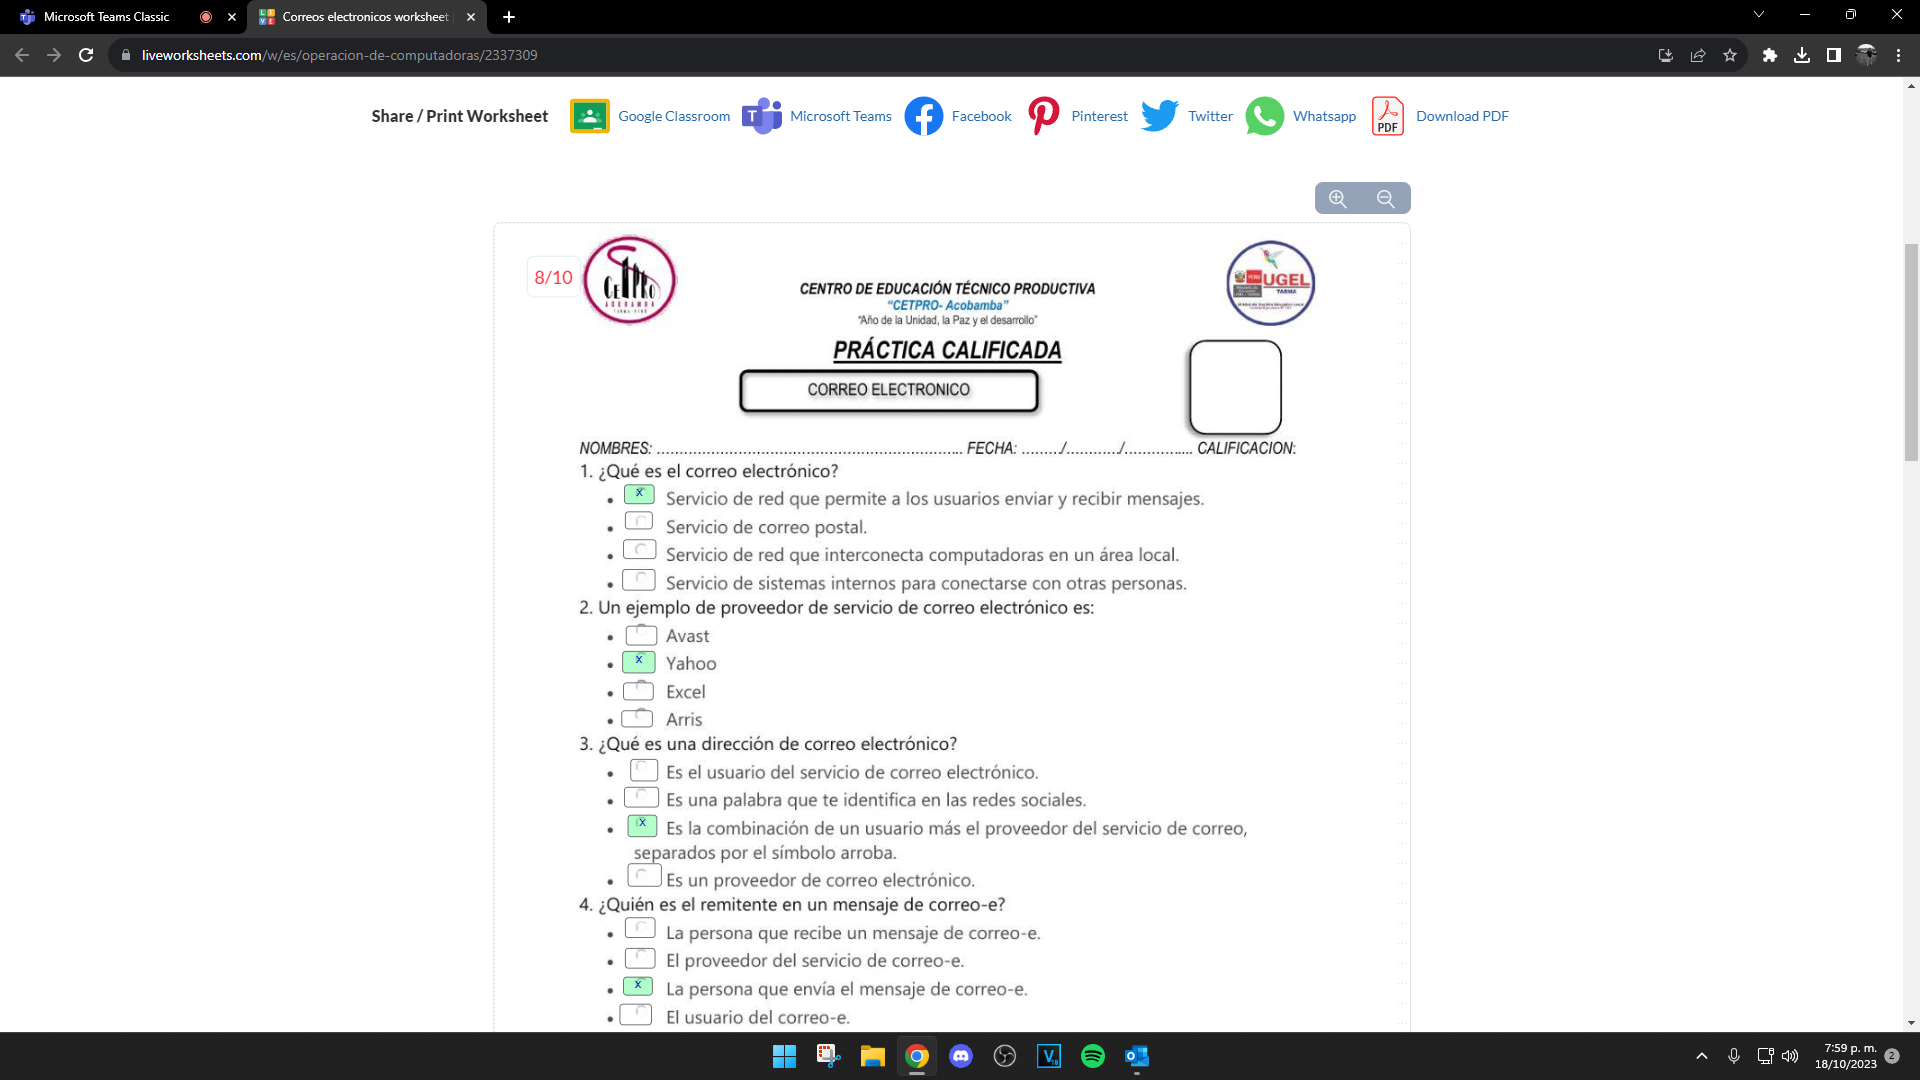 Microsoft Teams Classic
Correos electronicos worksheet
liveworksheets.com/w/es/operacion-de-computadoras/2337309
Share / Print Worksheet
Google Classroom
Microsoft Teams
Facebook
Pinterest
Twitter
Whatsapp
PDF
Download PDF
8/10
CETPRO
ACOBAMBA
CENTRO DE EDUCACIÓN TÉCNICO PRODUCTIVA
“CETPRO- Acobamba”
“Año de la Unidad, la Paz y el desarrollo”
PERÚ
UGEL
TARMA
PRÁCTICA CALIFICADA
CORREO ELECTRONICO
NOMBRES: ................................................................... FECHA: ........./............/............... CALIFICACION:
1. ¿Qué es el correo electrónico?
• x Servicio de red que permite a los usuarios enviar y recibir mensajes.
• Servicio de correo postal.
• Servicio de red que interconecta computadoras en un área local.
• Servicio de sistemas internos para conectarse con otras personas.
2. Un ejemplo de proveedor de servicio de correo electrónico es:
• Avast
• x Yahoo
• Excel
• Arris
3. ¿Qué es una dirección de correo electrónico?
• Es el usuario del servicio de correo electrónico.
• Es una palabra que te identifica en las redes sociales.
• x Es la combinación de un usuario más el proveedor del servicio de correo,
separados por el símbolo arroba.
• Es un proveedor de correo electrónico.
4. ¿Quién es el remitente en un mensaje de correo-e?
• La persona que recibe un mensaje de correo-e.
• El proveedor del servicio de correo-e.
• x La persona que envía el mensaje de correo-e.
• El usuario del correo-e.
7:59 p. m.
18/10/2023
2